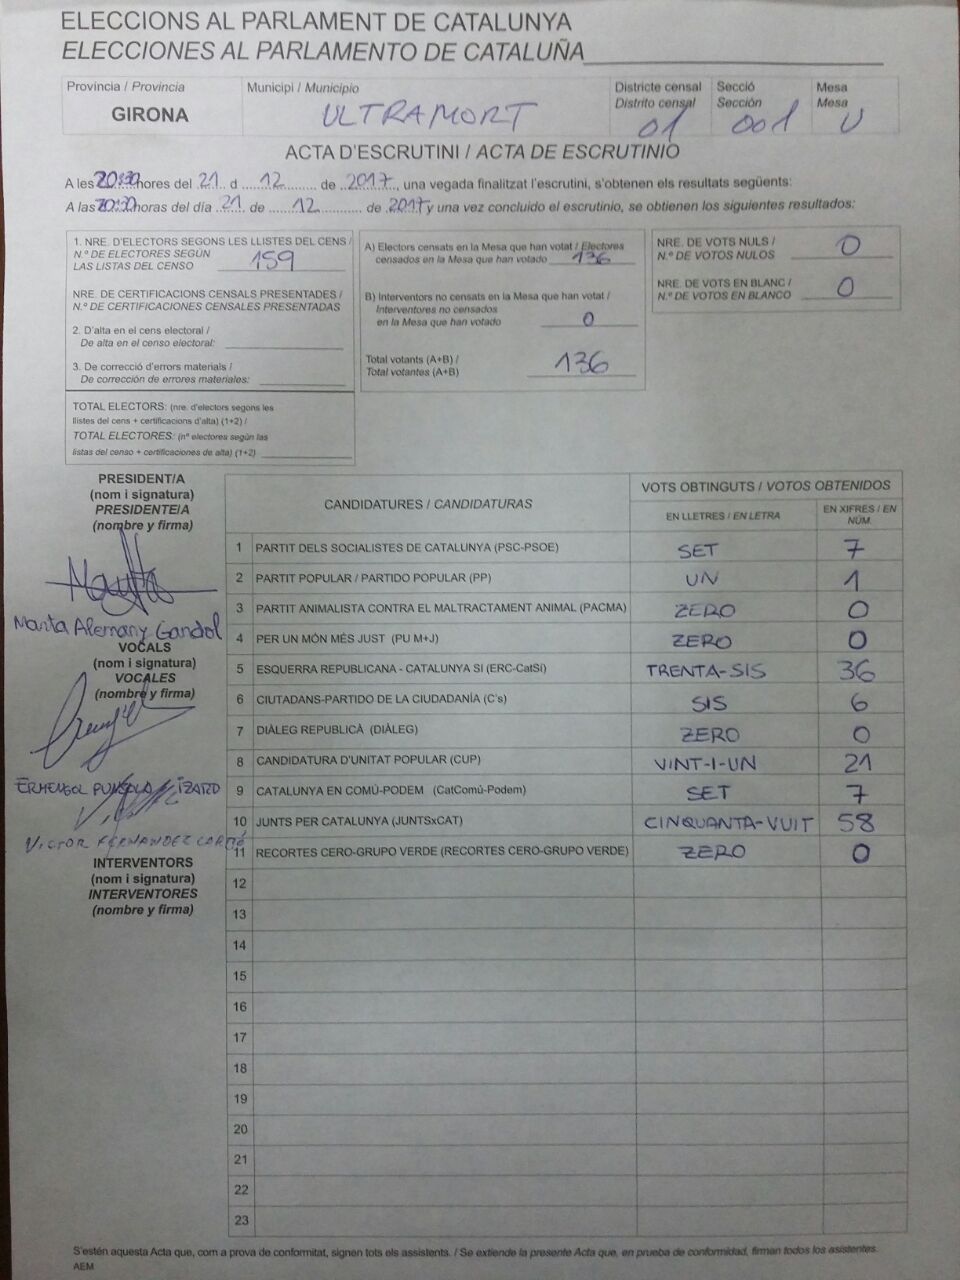 ELECCIONS AL PARLAMENT DE CATALUNYA
ELECCIONES AL PARLAMENTO DE CATALUÑA
Província / Provincia
GIRONA
Municipi / Municipio
ULTRAMORT
Districte censal
Distrito censal
01
Secció
Sección
001
Mesa
Mesa
U
ACTA D'ESCRUTINI / ACTA DE ESCRUTINIO
A les 20:30 hores del 21 d 12 de 2017, una vegada finalitzat l'escrutini, s'obtenen els resultats següents:
A las 20:30 horas del día 21 de 12 de 2017 y una vez concluido el escrutinio, se obtienen los siguientes resultados:
1. NRE. D'ELECTORS SEGONS LES LLISTES DEL CENS /
N.º DE ELECTORES SEGÚN
LAS LISTAS DEL CENSO 159
NRE. DE CERTIFICACIONS CENSALS PRESENTADES /
N.º DE CERTIFICACIONES CENSALES PRESENTADAS
2. D'alta en el cens electoral /
De alta en el censo electoral:
3. De correcció d'errors materials /
De corrección de errores materiales:
TOTAL ELECTORS: (nre. d'electors segons les
llistes del cens + certificacions d'alta) (1+2) /
TOTAL ELECTORES: (nº electores según las
listas del censo + certificaciones de alta) (1+2)
A) Electors censats en la Mesa que han votat / Electores
censados en la Mesa que han votado 136
B) Interventors no censats en la Mesa que han votat /
Interventores no censados
en la Mesa que han votado 0
Total votants (A+B) /
Total votantes (A+B) 136
NRE. DE VOTS NULS /
N.º DE VOTOS NULOS 0
NRE. DE VOTS EN BLANC /
N.º DE VOTOS EN BLANCO 0
PRESIDENT/A
(nom i signatura)
PRESIDENTE/A
(nombre y firma)
Marta Alemany Gandol
VOCALS
(nom i signatura)
VOCALES
(nombre y firma)
ERMENGOL
VICTOR FERNANDEZ
INTERVENTORS
(nom i signatura)
INTERVENTORES
(nombre y firma)
CANDIDATURES / CANDIDATURAS
VOTS OBTINGUTS / VOTOS OBTENIDOS
EN LLETRES / EN LETRA
EN XIFRES / EN
NÚM.
1 PARTIT DELS SOCIALISTES DE CATALUNYA (PSC-PSOE) SET 7
2 PARTIT POPULAR / PARTIDO POPULAR (PP) UN 1
3 PARTIT ANIMALISTA CONTRA EL MALTRACTAMENT ANIMAL (PACMA) ZERO 0
4 PER UN MÓN MÉS JUST (PU M+J) ZERO 0
5 ESQUERRA REPUBLICANA - CATALUNYA SÍ (ERC-CatSí) TRENTA-SIS 36
6 CIUTADANS-PARTIDO DE LA CIUDADANÍA (C's) SIS 6
7 DIÀLEG REPUBLICÀ (DIÀLEG) ZERO 0
8 CANDIDATURA D'UNITAT POPULAR (CUP) VINT-I-UN 21
9 CATALUNYA EN COMÚ-PODEM (CatComú-Podem) SET 7
10 JUNTS PER CATALUNYA (JUNTSxCAT) CINQUANTA-VUIT 58
11 RECORTES CERO-GRUPO VERDE (RECORTES CERO-GRUPO VERDE) ZERO 0
12
13
14
15
16
17
18
19
20
21
22
23
S'estén aquesta Acta que, com a prova de conformitat, signen tots els assistents. / Se extiende la presente Acta que, en prueba de conformidad, firman todos los asistentes.
AEM